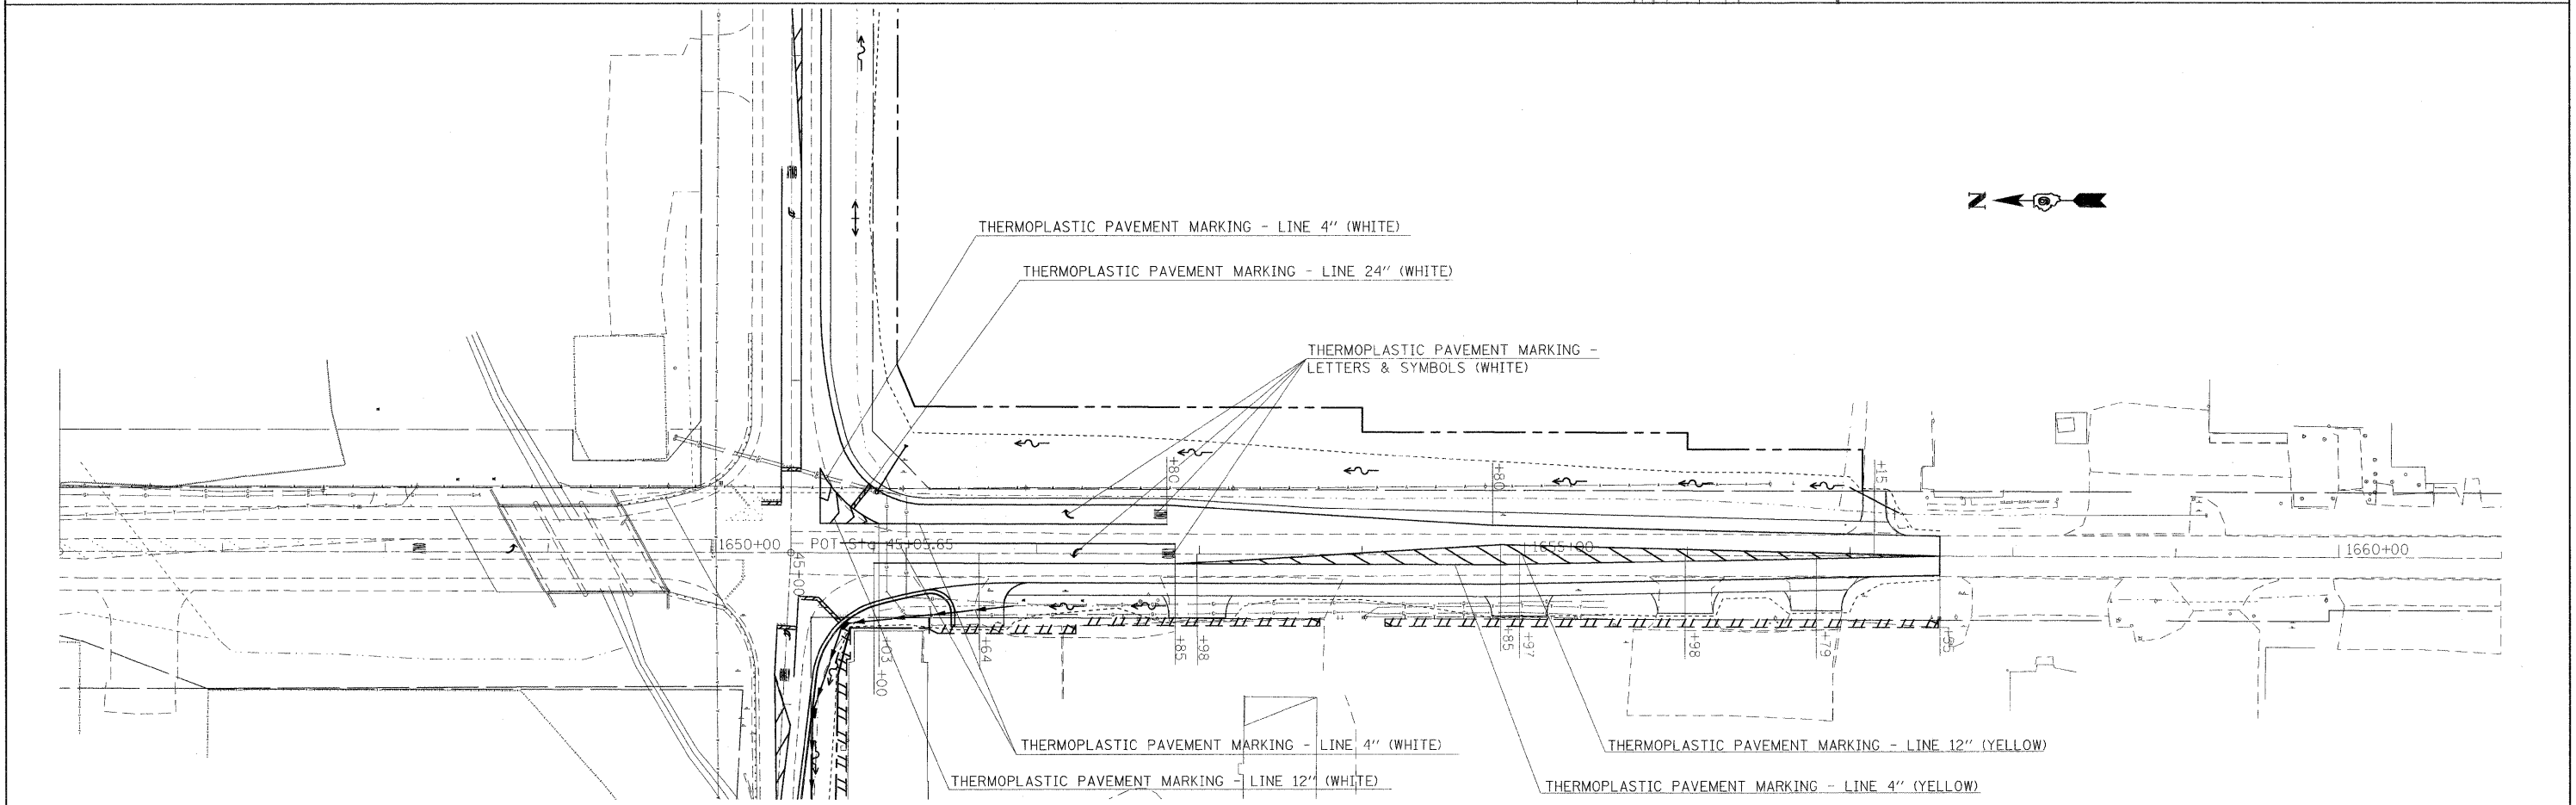 THERMOPLASTIC PAVEMENT MARKING - LINE 4" (WHITE)
N
THERMOPLASTIC PAVEMENT MARKING - LINE 24" (WHITE)
THERMOPLASTIC PAVEMENT MARKING -
LETTERS & SYMBOLS (WHITE)
+80
+80
+15
1650+00
POT Sta 45+05.65
1655+00
1660+00
45+00
+03
+00
+64
+85
+98
+85
+97
+98
+79
+95
THERMOPLASTIC PAVEMENT MARKING - LINE 4" (WHITE)
THERMOPLASTIC PAVEMENT MARKING - LINE 12" (YELLOW)
THERMOPLASTIC PAVEMENT MARKING - LINE 12" (WHITE)
THERMOPLASTIC PAVEMENT MARKING - LINE 4" (YELLOW)